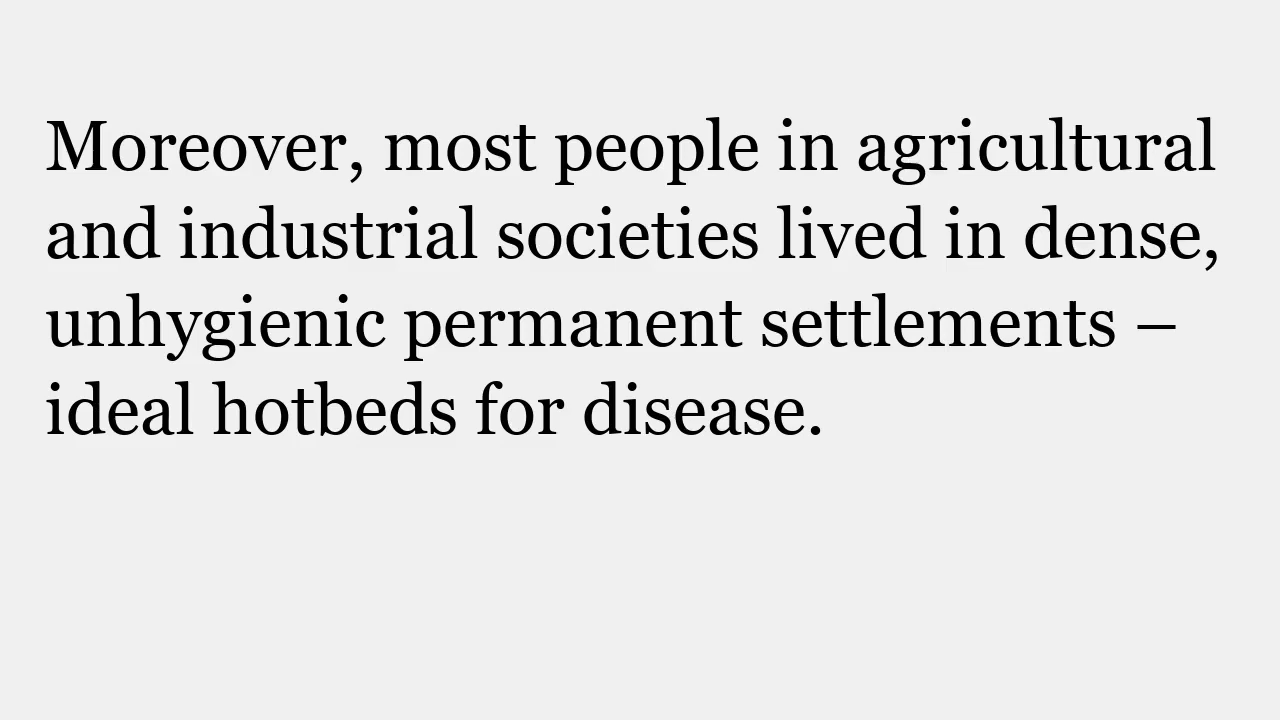 Moreover, most people in agricultural
and industrial societies lived in dense,
unhygienic permanent settlements –
ideal hotbeds for disease.